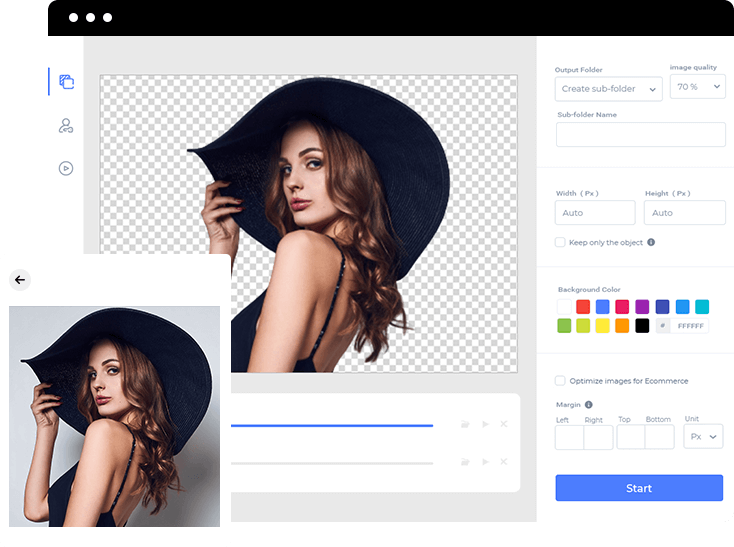 Output Folder
image quality
Create sub-folder
70 %
Sub-folder Name
Width ( Px )
Height ( Px )
Auto
Auto
Keep only the object
Background Color
# FFFFFF
Optimize images for Ecommerce
Margin
Left Right Top Bottom Unit
Px
Start